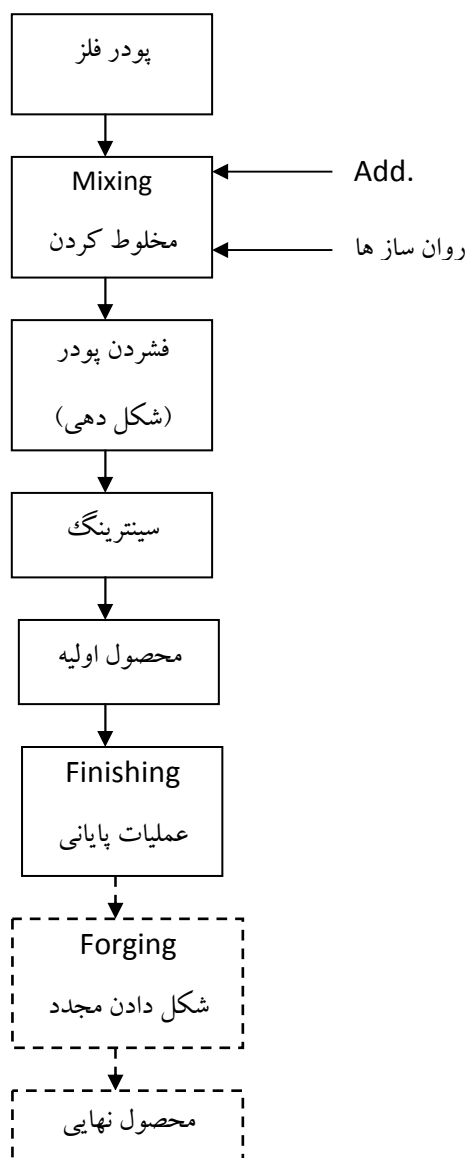 پودر فلز
Mixing
مخلوط کردن
Add.
روان ساز ها
فشردن پودر
(شکل دهی)
سینترینگ
محصول اولیه
Finishing
عملیات پایانی
Forging
شکل دادن مجدد
محصول نهایی